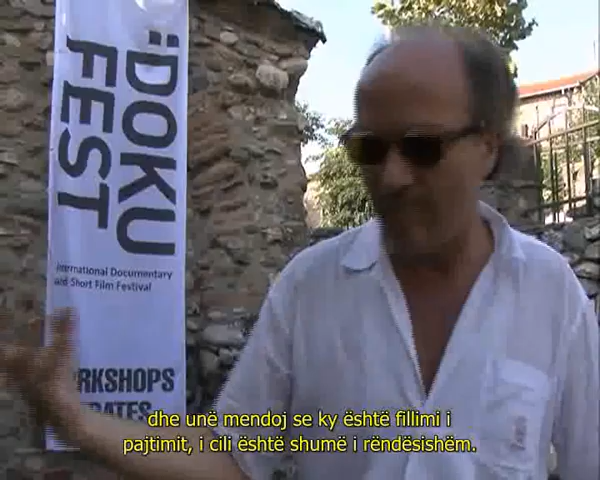 DOKU
FEST
International Documentary
and Short Film Festival
dhe unë mendoj se ky është fillimi i
pajtimit, i cili është shumë i rëndësishëm.